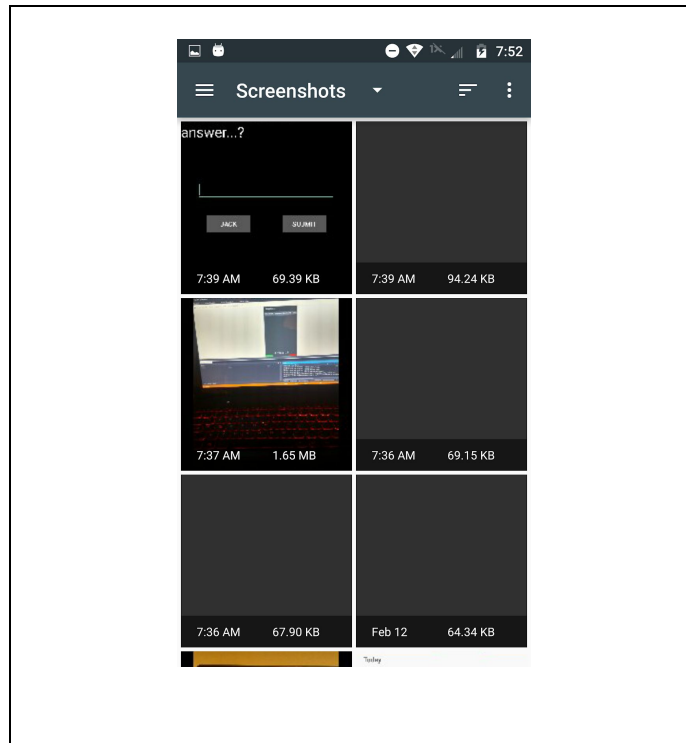 7:52
Screenshots
answer...?
JACK
SUJMIT
7:39 AM 69.39 KB
7:39 AM 94.24 KB
7:37 AM 1.65 MB
7:36 AM 69.15 KB
7:36 AM 67.90 KB
Feb 12 64.34 KB
Today